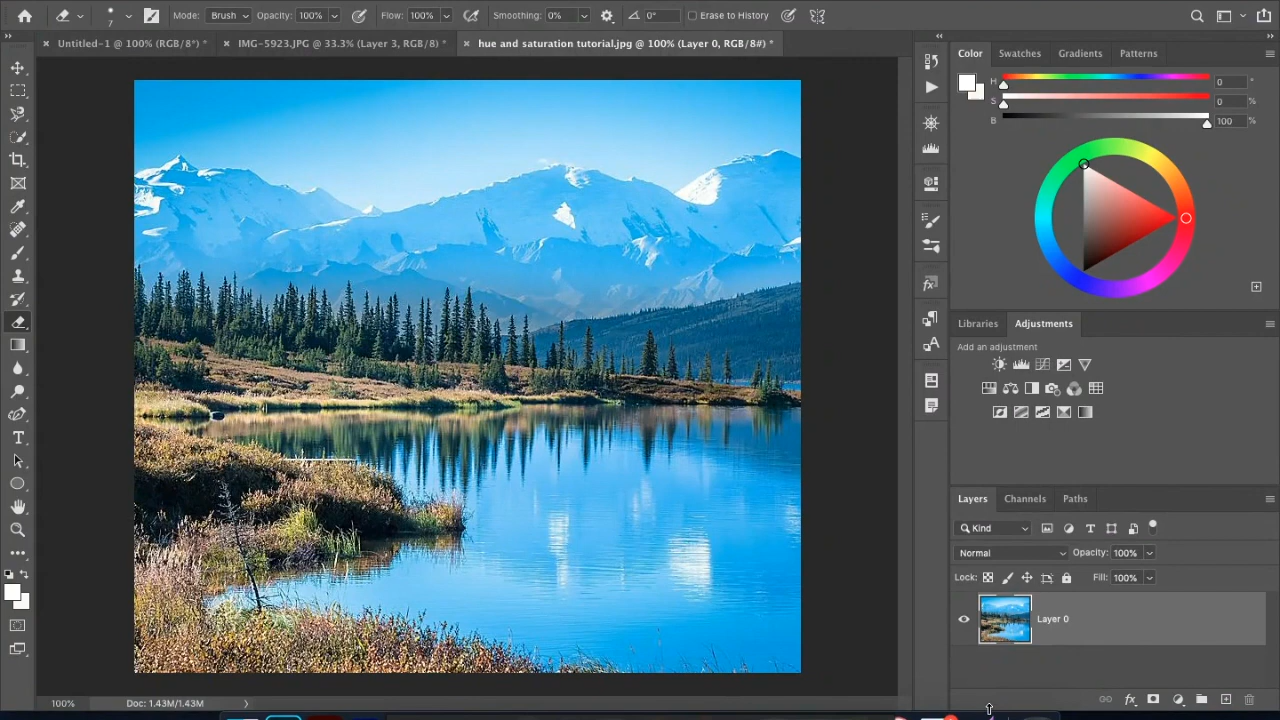 7
Mode: Brush Opacity: 100% Flow: 100% Smoothing: 0% 0° Erase to History
Untitled-1 @ 100% (RGB/8*) * IMG-5923.JPG @ 33.3% (Layer 3, RGB/8) * hue and saturation tutorial.jpg @ 100% (Layer 0, RGB/8#) *
Color Swatches Gradients Patterns
H 0 °
S 0 %
B 100 %
Libraries Adjustments
Add an adjustment
Layers Channels Paths
Kind
Normal Opacity: 100%
Lock: Fill: 100%
Layer 0
100% Doc: 1.43M/1.43M